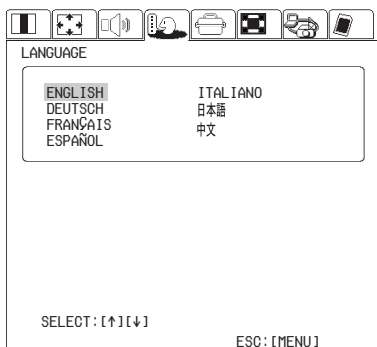 LANGUAGE
ENGLISH
DEUTSCH
FRANÇAIS
ESPAÑOL
ITALIANO
日本語
中文
SELECT:[↑][↓]
ESC:[MENU]